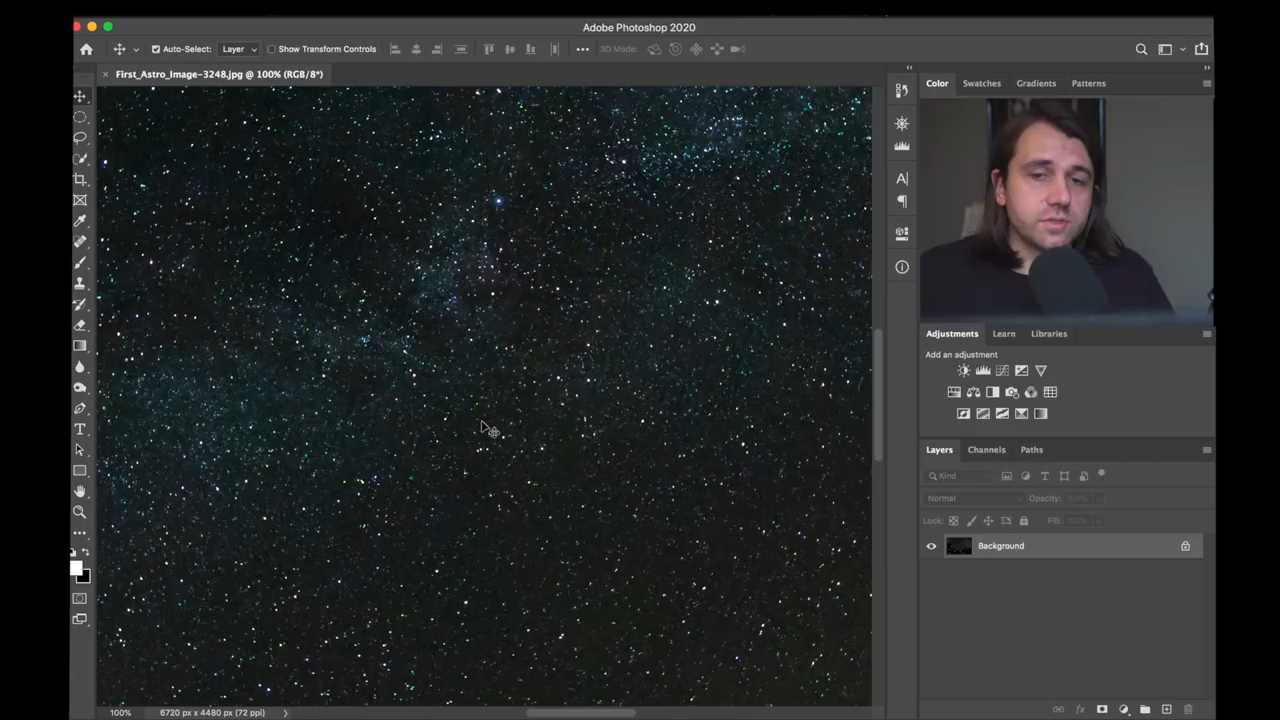 Adobe Photoshop 2020
Auto-Select: Layer Show Transform Controls 3D Mode:
First_Astro_Image-3248.jpg @ 100% (RGB/8*)
Color Swatches Gradients Patterns
Adjustments Learn Libraries
Add an adjustment
Layers Channels Paths
Kind
Normal Opacity: 100%
Lock: Fill: 100%
Background
100% 6720 px x 4480 px (72 ppi)